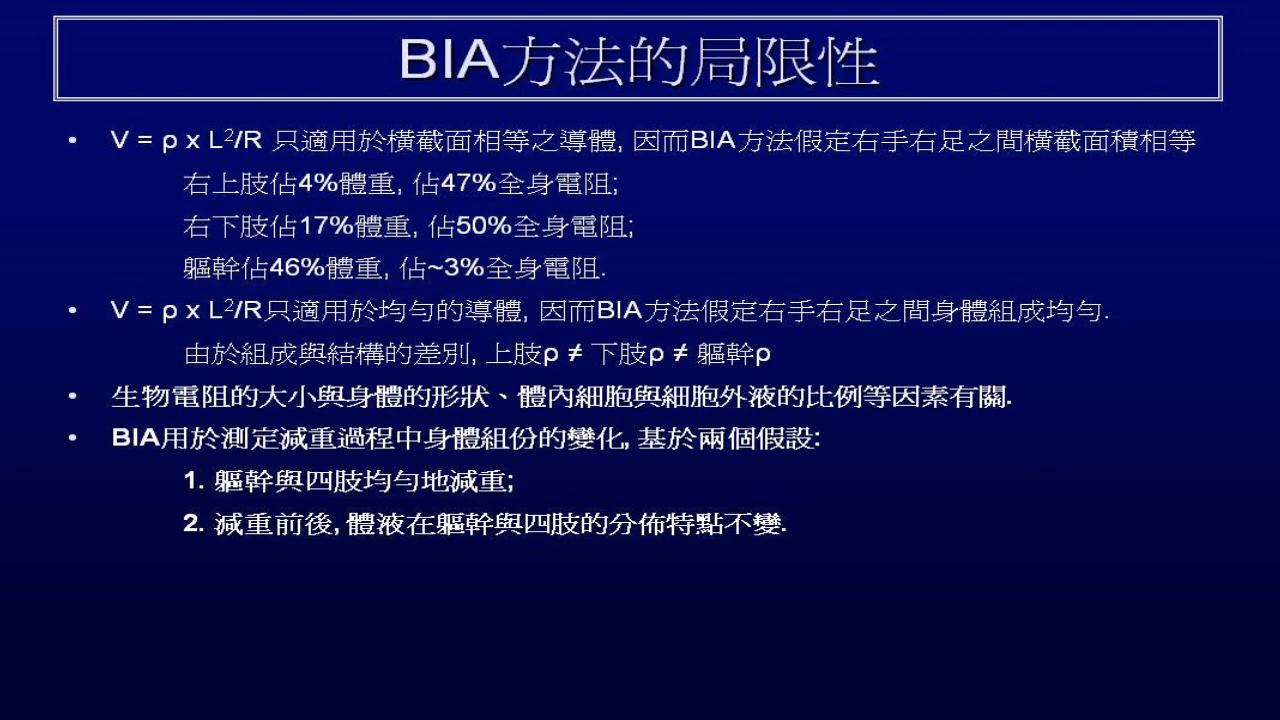 BIA方法的局限性
• V = ρ x L²/R 只適用於橫截面相等之導體, 因而BIA方法假定右手右足之間橫截面積相等
右上肢佔4%體重, 佔47%全身電阻;
右下肢佔17%體重, 佔50%全身電阻;
軀幹佔46%體重, 佔~3%全身電阻.
• V = ρ x L²/R只適用於均勻的導體, 因而BIA方法假定右手右足之間身體組成均勻.
由於組成與結構的差別, 上肢ρ ≠ 下肢ρ ≠ 軀幹ρ
• 生物電阻的大小與身體的形狀、體內細胞與細胞外液的比例等因素有關.
• BIA用於測定減重過程中身體組份的變化, 基於兩個假設:
1. 軀幹與四肢均勻地減重;
2. 減重前後, 體液在軀幹與四肢的分佈特點不變.